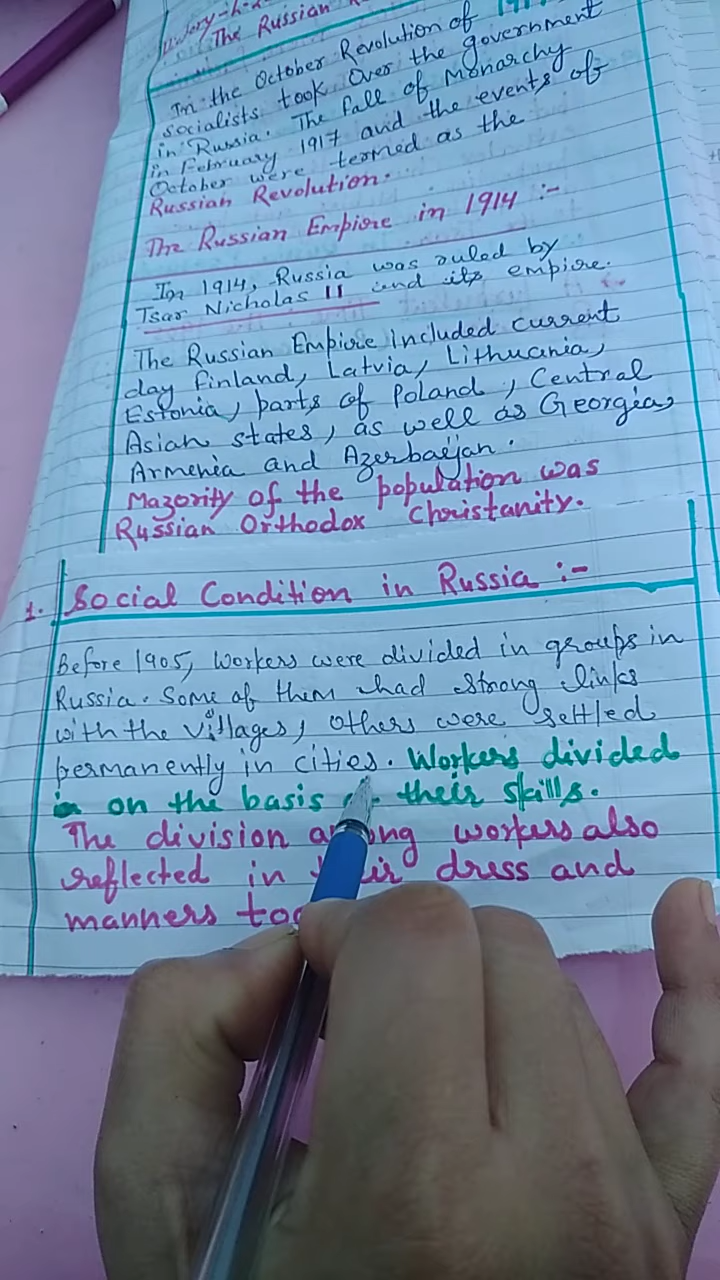 The Russian
In the October Revolution of 191
socialists took over the government
in Russia. The fall of monarchy
in February 1917 and the events of
October were termed as the
Russian Revolution.
The Russian Empire in 1914 :-
In 1914, Russia was ruled by
Tsar Nicholas II and its empire.
The Russian Empire included current
day finland, Latvia, Lithuania,
Estonia, parts of Poland, Central
Asian states, as well as Georgia,
Armenia and Azerbaijan.
Mazority of the population was
Russian Orthodox Christanity.
1. Social Condition in Russia :-
Before 1905, Workers were divided in groups in
Russia. Some of them had strong links
with the villages, others were settled
permanently in cities. Workers divided
on the basis their skills.
The division among workers also
reflected in their dress and
manners too